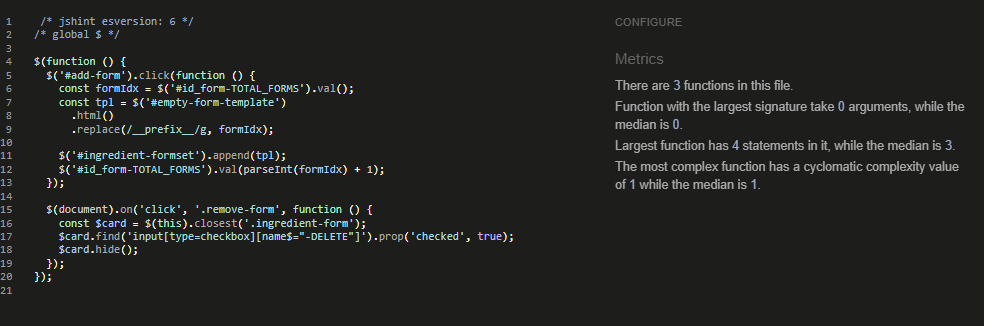 1 /* jshint esversion: 6 */
2 /* global $ */
3
4 $(function () {
5 $('#add-form').click(function () {
6 const formIdx = $('#id_form-TOTAL_FORMS').val();
7 const tpl = $('#empty-form-template')
8 .html()
9 .replace(/__prefix__/g, formIdx);
10
11 $('#ingredient-formset').append(tpl);
12 $('#id_form-TOTAL_FORMS').val(parseInt(formIdx) + 1);
13 });
14
15 $(document).on('click', '.remove-form', function () {
16 const $card = $(this).closest('.ingredient-form');
17 $card.find('input[type=checkbox][name$="-DELETE"]').prop('checked', true);
18 $card.hide();
19 });
20 });
21
CONFIGURE
Metrics
There are 3 functions in this file.
Function with the largest signature take 0 arguments, while the
median is 0.
Largest function has 4 statements in it, while the median is 3.
The most complex function has a cyclomatic complexity value
of 1 while the median is 1.